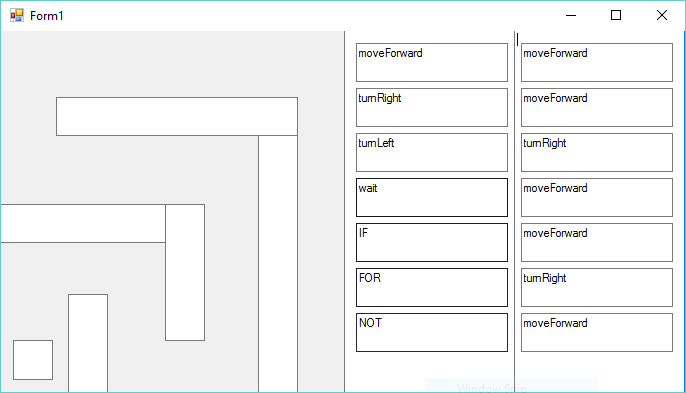 Form1
moveForward
turnRight
turnLeft
wait
IF
FOR
NOT
moveForward
moveForward
turnRight
moveForward
moveForward
turnRight
moveForward
Window Snip